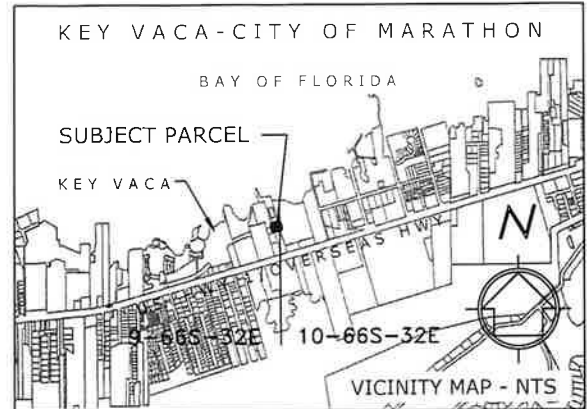 KEY VACA-CITY OF MARATHON
BAY OF FLORIDA
SUBJECT PARCEL
KEY VACA
OVERSEAS HWY
N
9-66S-32E 10-66S-32E
VICINITY MAP - NTS